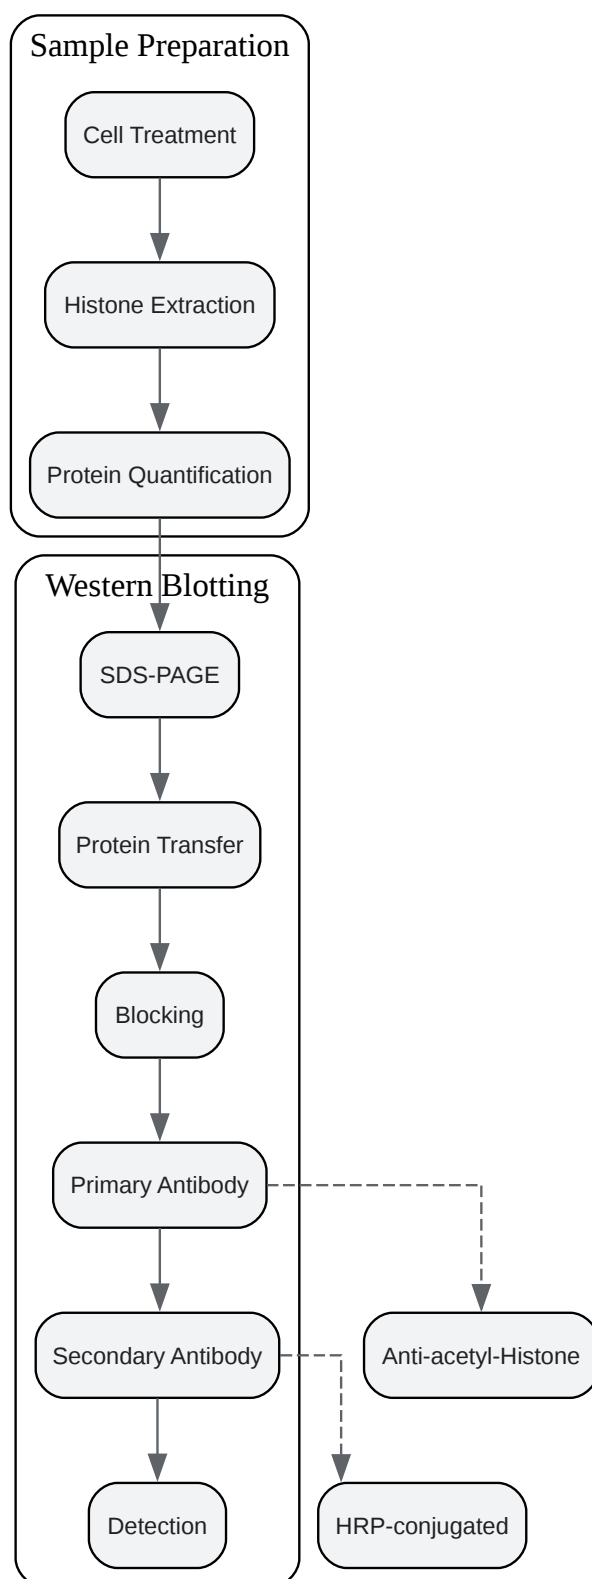 Sample Preparation
Cell Treatment
Histone Extraction
Protein Quantification
Western Blotting
SDS-PAGE
Protein Transfer
Blocking
Primary Antibody
Secondary Antibody
Anti-acetyl-Histone
Detection
HRP-conjugated